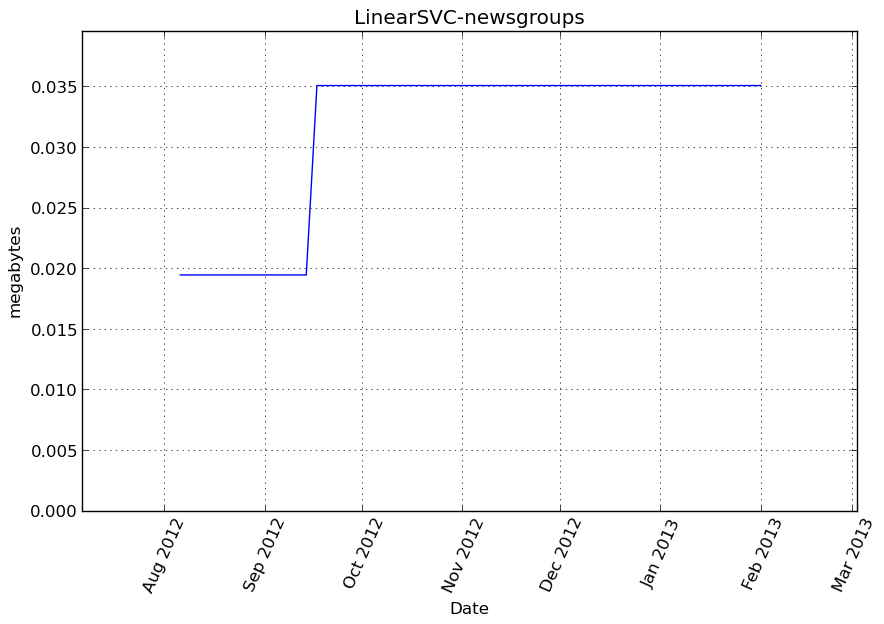 LinearSVC-newsgroups
megabytes
0.035
0.030
0.025
0.020
0.015
0.010
0.005
0.000
Aug 2012
Sep 2012
Oct 2012
Nov 2012
Dec 2012
Jan 2013
Feb 2013
Mar 2013
Date